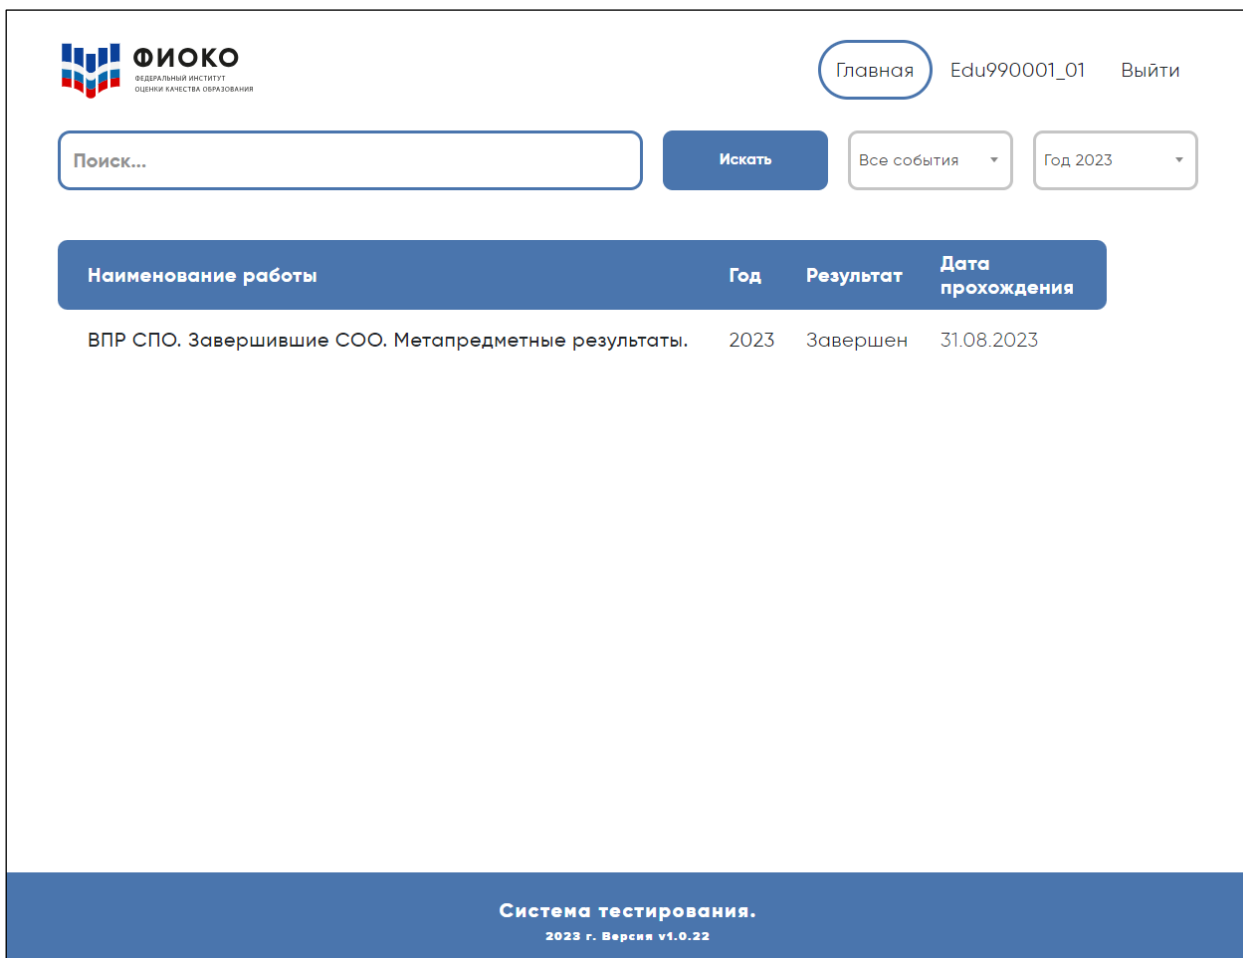 ФИОКО
ФЕДЕРАЛЬНЫЙ ИНСТИТУТ
ОЦЕНКИ КАЧЕСТВА ОБРАЗОВАНИЯ
Главная Edu990001_01 Выйти
Поиск... Искать Все события Год 2023
Наименование работы Год Результат Дата прохождения
ВПР СПО. Завершившие СОО. Метапредметные результаты. 2023 Завершен 31.08.2023
Система тестирования.
2023 г. Версия v1.0.22